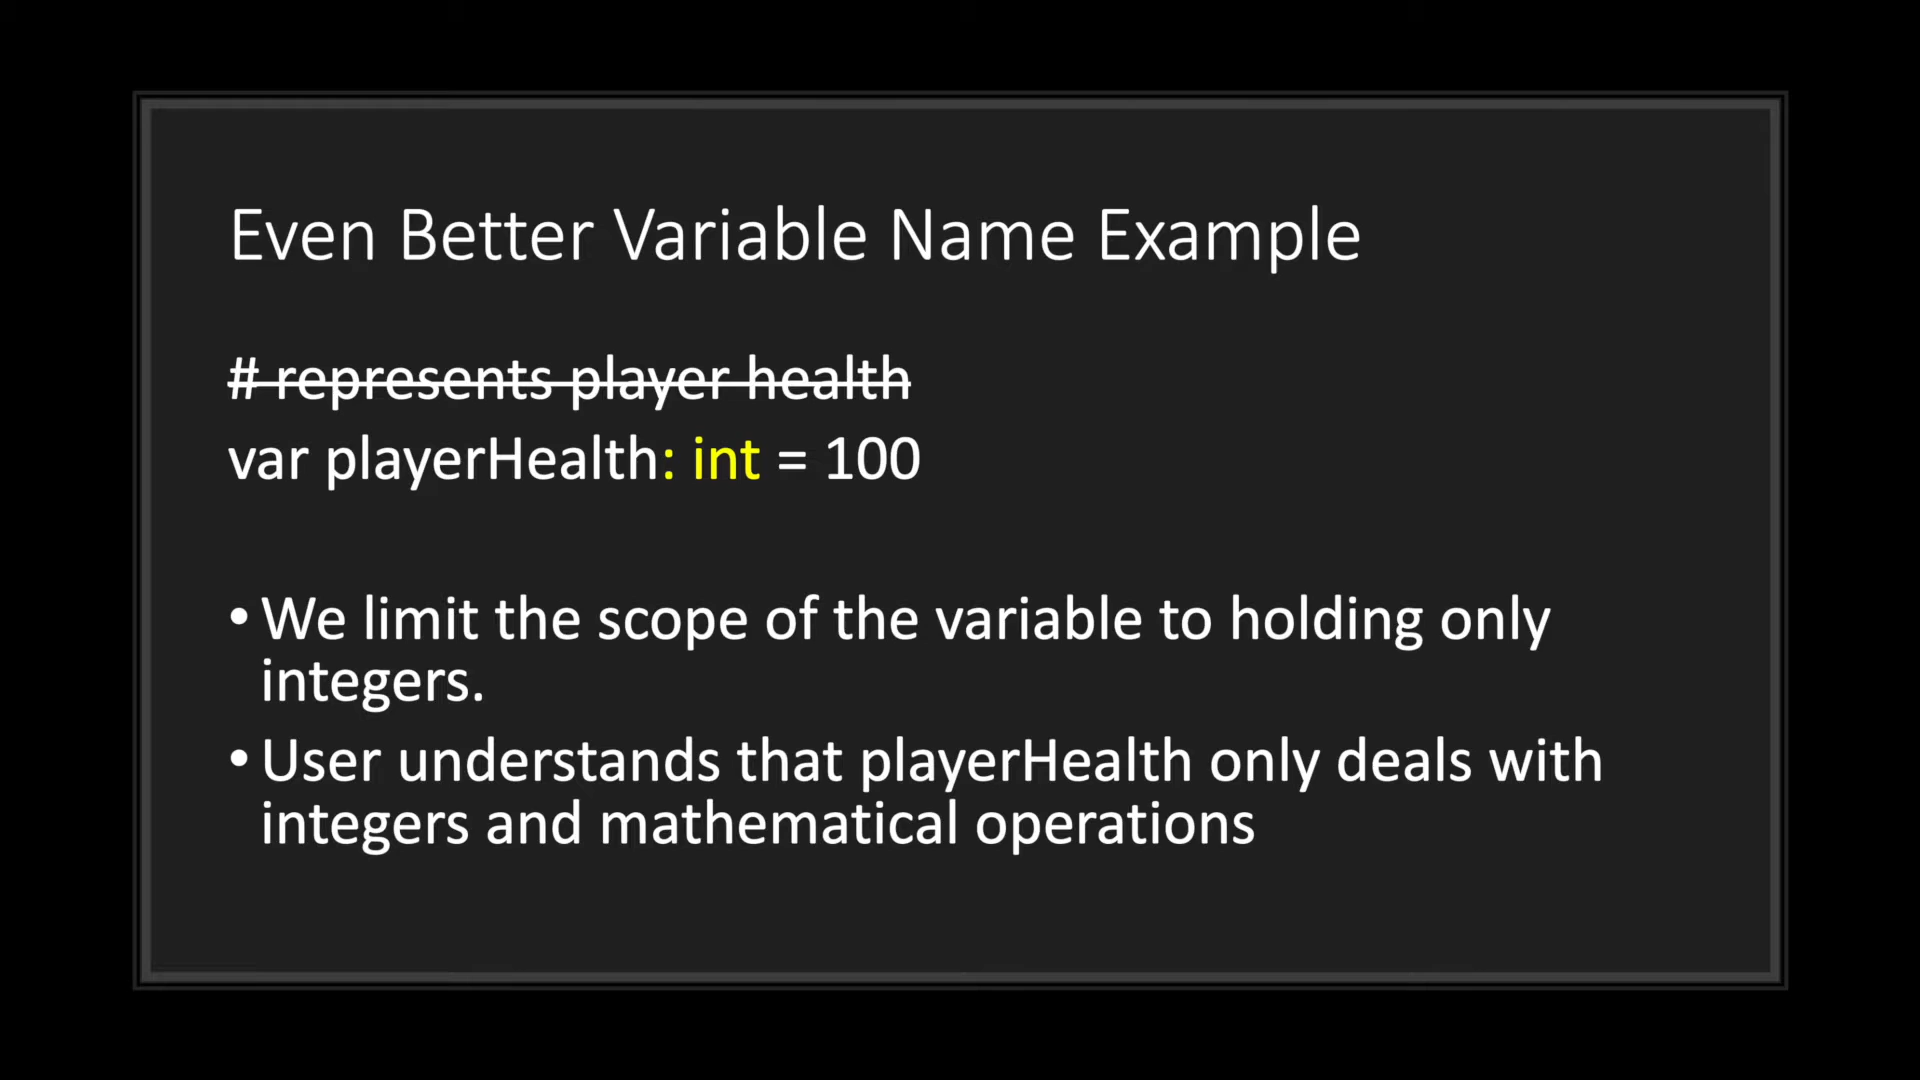 Even Better Variable Name Example
# represents player health
var playerHealth: int = 100
• We limit the scope of the variable to holding only
integers.
• User understands that playerHealth only deals with
integers and mathematical operations